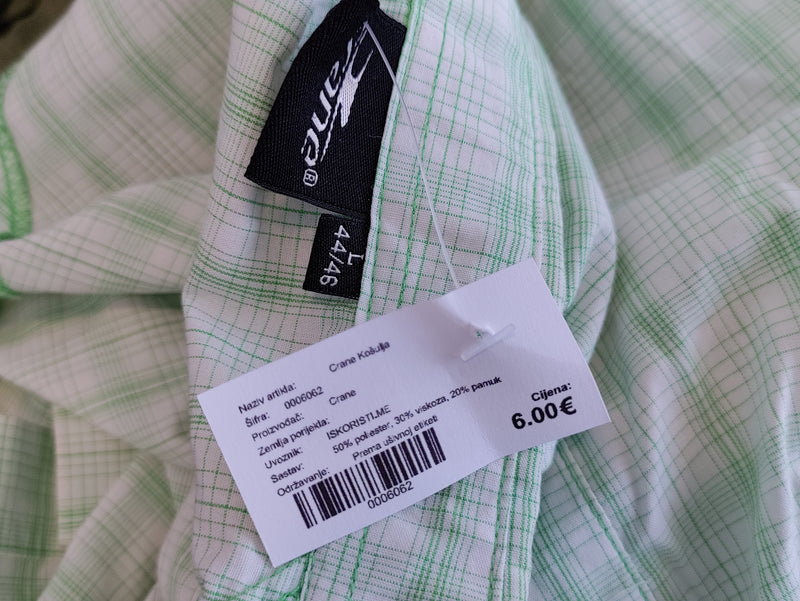 crane®
L
44/46
Naziv artikla: Crane Košulja
Šifra: 0006062
Proizvođač: Crane
Zemlja porijekla:
Uvoznik: ISKORISTI.ME
Sastav: 50% poliester, 30% viskoza, 20% pamuk
Održavanje: Prema ušivnoj etiketi
0006062
Cijena:
6.00€